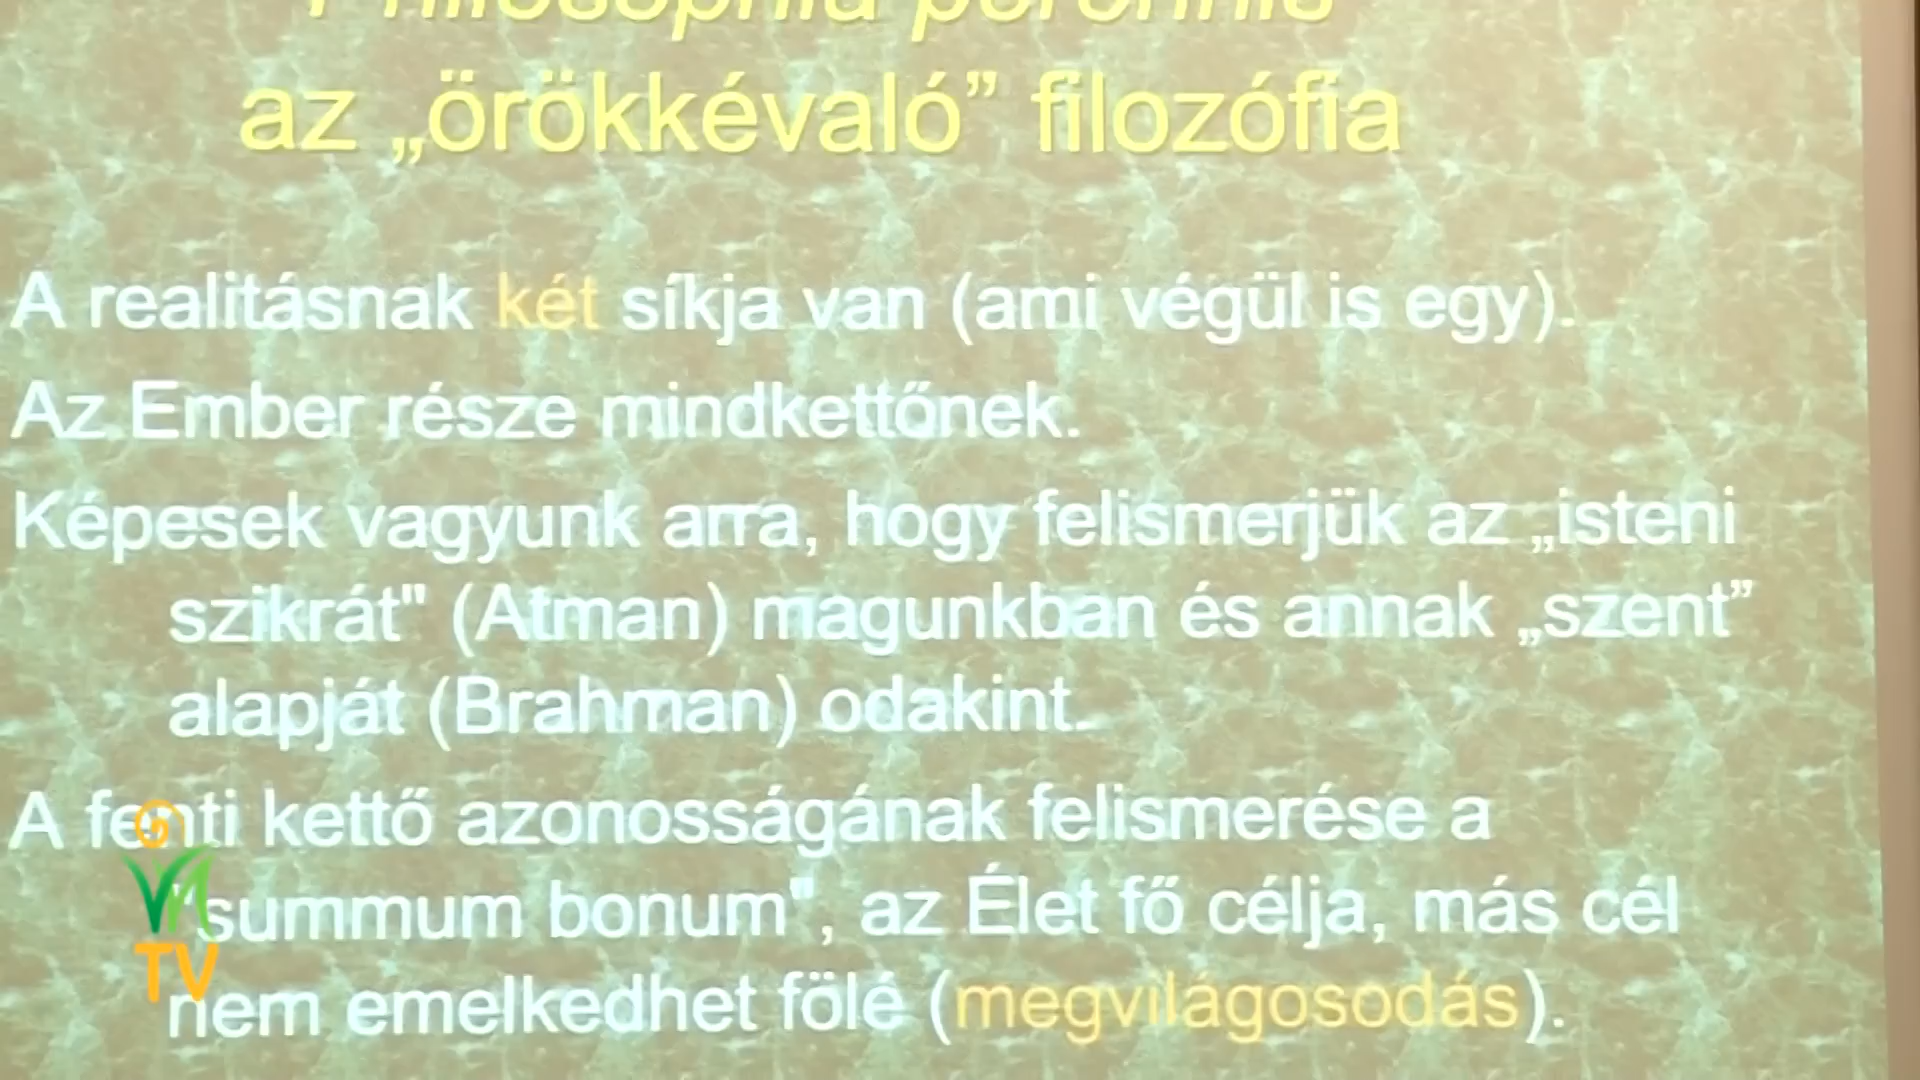 Philosophia perennis
az „örökkévaló” filozófia
A realitásnak két síkja van (ami végül is egy).
Az Ember része mindkettőnek.
Képesek vagyunk arra, hogy felismerjük az „isteni
szikrát" (Atman) magunkban és annak „szent”
alapját (Brahman) odakint.
A fenti kettő azonosságának felismerése a
"summum bonum", az Élet fő célja, más cél
nem emelkedhet fölé (megvilágosodás).
TV